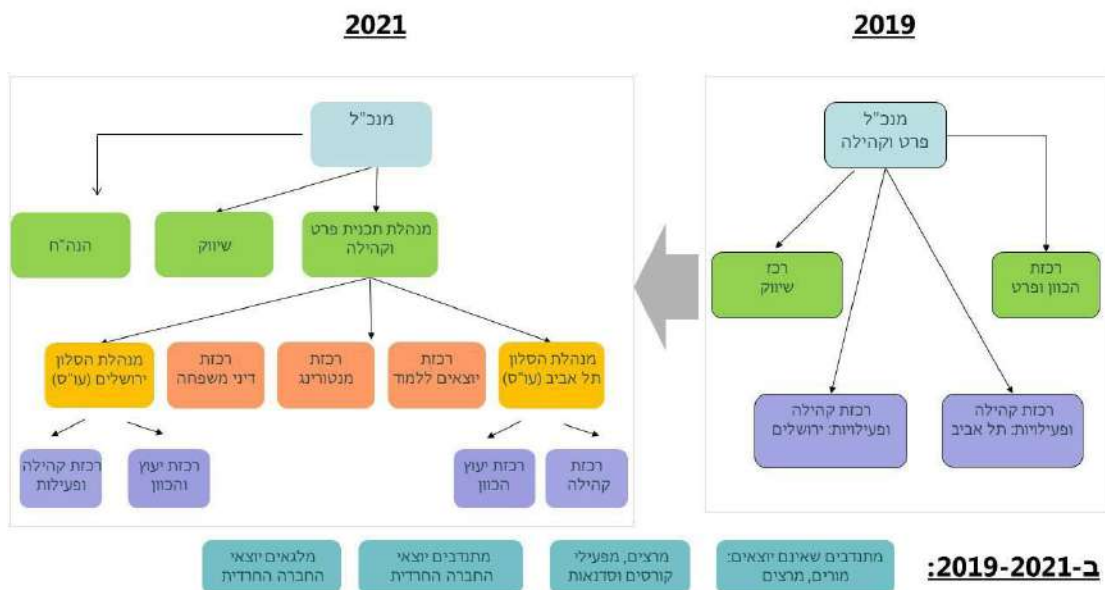 2019
2021
מנכ"ל
פרט וקהילה
רכזת
הכוון ופרט
רכז
שיווק
רכזת קהילה
ופעילויות: תל אביב
רכזת קהילה
ופעילויות: ירושלים
מנכ"ל
מנהלת תכנית פרט
וקהילה
שיווק
הנה"ח
מנהלת הסלון
תל אביב (עו"ס)
רכזת
יוצאים ללמוד
רכזת
מנטורינג
רכזת
דיני משפחה
מנהלת הסלון
ירושלים (עו"ס)
רכזת
קהילה
רכזת יעוץ
הכוון
רכזת יעוץ
והכוון
רכזת קהילה
ופעילות
ב-2019-2021:
מתנדבים שאינם יוצאים:
מורים, מרצים
מרצים, מפעילי
קורסים וסדנאות
מתנדבים יוצאי
החברה החרדית
מלגאים יוצאי
החברה החרדית